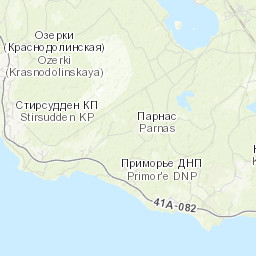 Озерки
(Краснодолинская)
Ozerki
(Krasnodolinskaya)
Стирсудден КП
Stirsudden KP
Парнас
Parnas
Приморье ДНП
Primor'e DNP
41А-082